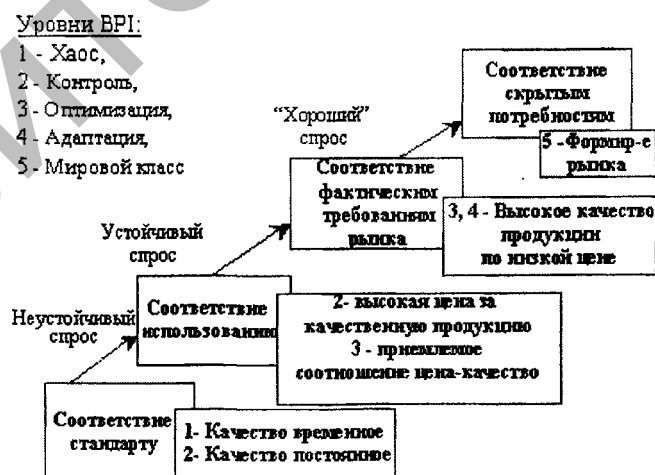 Уровни BPI:
1 - Хаос,
2 - Контроль,
3 - Оптимизация,
4 - Адаптация,
5 - Мировой класс
Соответствие
скрытым
потребностям
5 -Формир-е
рынка
“Хороший”
спрос
Соответствие
фактическим
требованиям
рынка
3, 4 - Высокое качество
продукции
по низкой цене
Устойчивый
спрос
Соответствие
использованию
2- высокая цена за
качественную продукцию
3 - приемлемое
соотношение цена-качество
Неустойчивый
спрос
Соответствие
стандарту
1- Качество временное
2- Качество постоянное